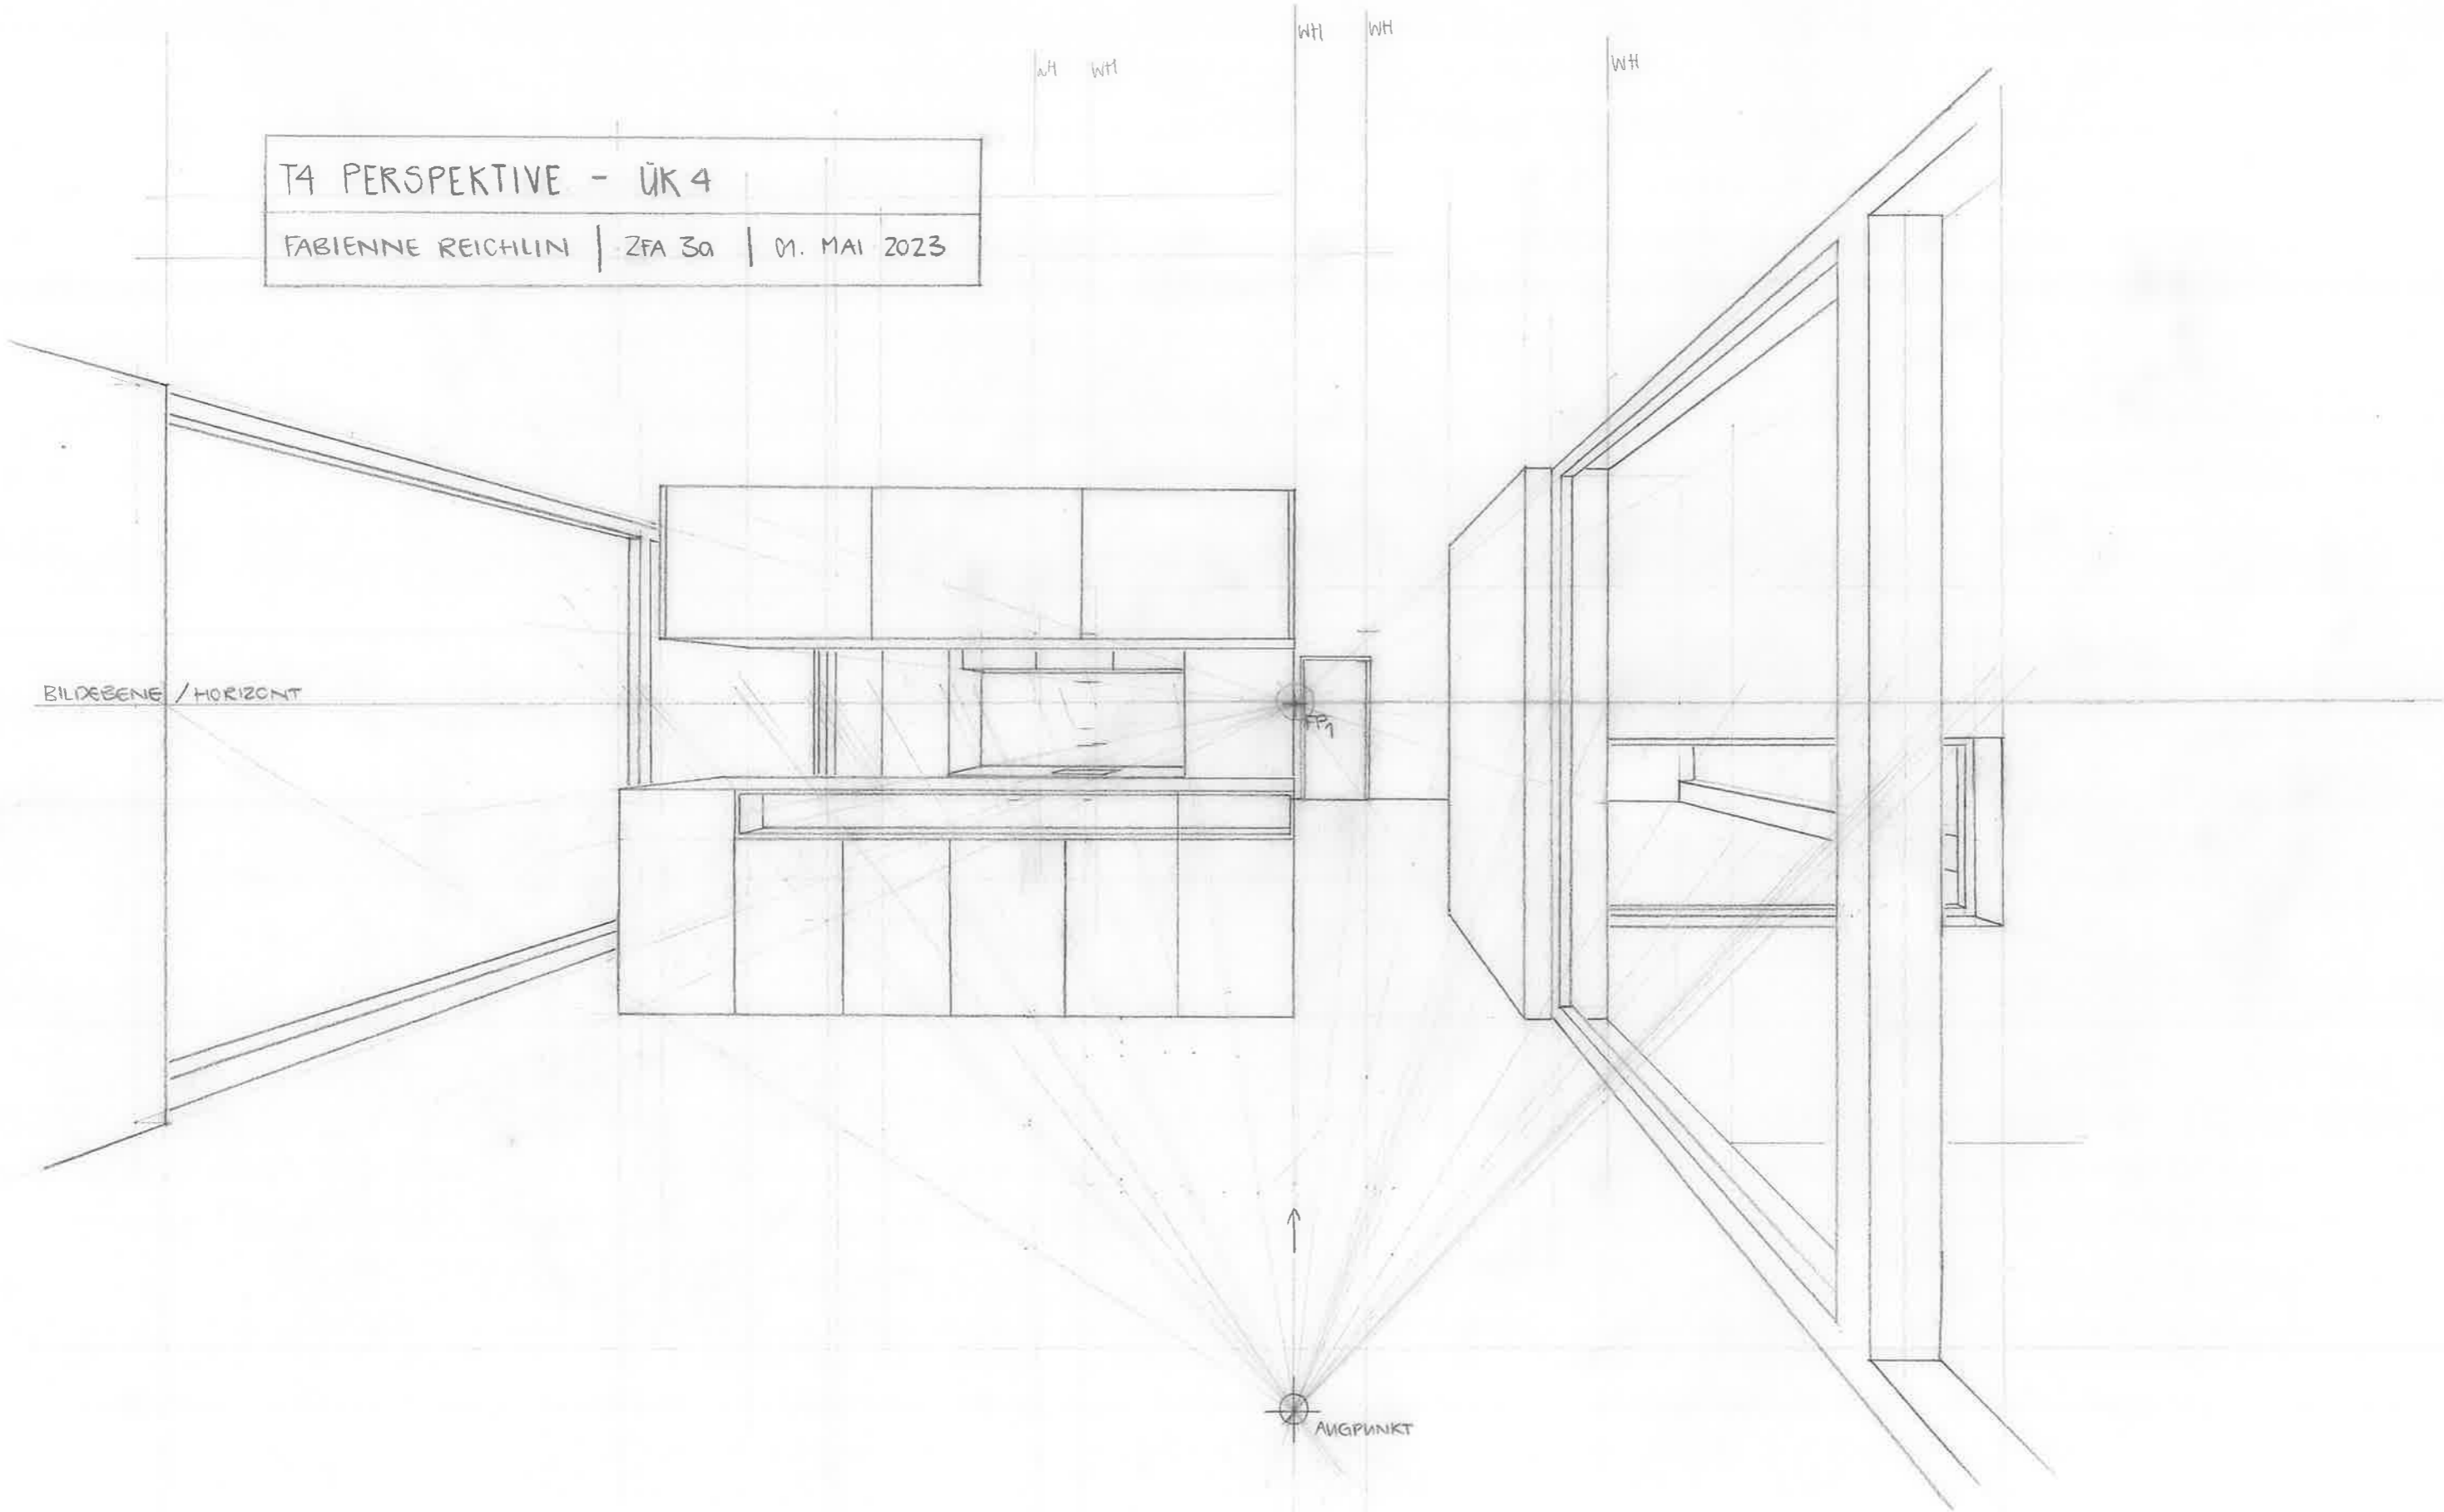 WH WH
WH WH WH
T4 PERSPEKTIVE - ÜK 4
FABIENNE REICHLIN | ZFA 3a | 01. MAI 2023
BILDEBENE / HORIZONT
FP1
AUGPUNKT